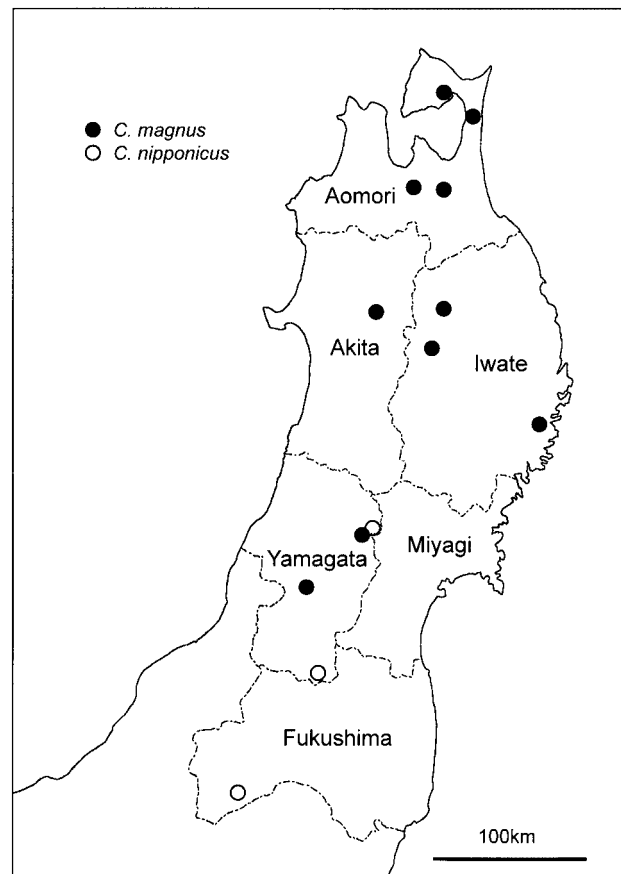 C. magnus
C. nipponicus
Aomori
Akita
Iwate
Yamagata
Miyagi
Fukushima
100km